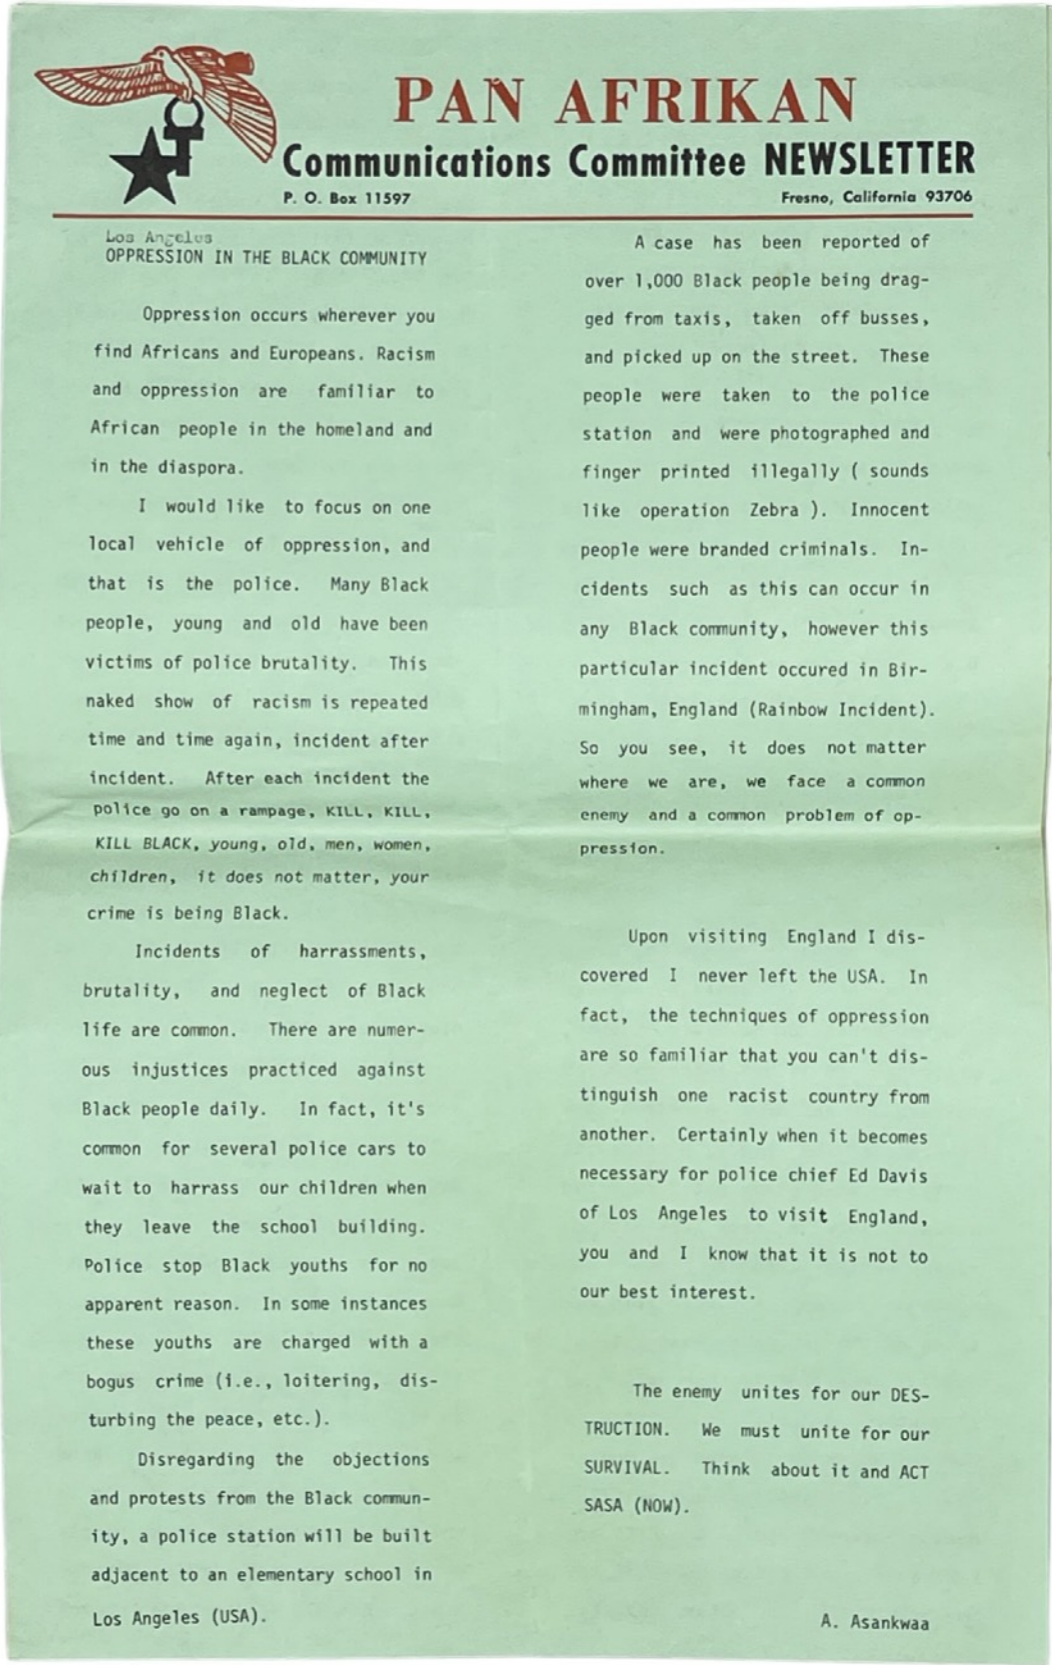 PAN AFRIKAN
Communications Committee NEWSLETTER
P. O. Box 11597 Fresno, California 93706
Los Angelus
OPPRESSION IN THE BLACK COMMUNITY
Oppression occurs wherever you
find Africans and Europeans. Racism
and oppression are familiar to
African people in the homeland and
in the diaspora.
I would like to focus on one
local vehicle of oppression, and
that is the police. Many Black
people, young and old have been
victims of police brutality. This
naked show of racism is repeated
time and time again, incident after
incident. After each incident the
police go on a rampage, KILL, KILL,
KILL BLACK, young, old, men, women,
children, it does not matter, your
crime is being Black.
Incidents of harrassments,
brutality, and neglect of Black
life are common. There are numer-
ous injustices practiced against
Black people daily. In fact, it's
common for several police cars to
wait to harrass our children when
they leave the school building.
Police stop Black youths for no
apparent reason. In some instances
these youths are charged with a
bogus crime (i.e., loitering, dis-
turbing the peace, etc.).
Disregarding the objections
and protests from the Black commun-
ity, a police station will be built
adjacent to an elementary school in
Los Angeles (USA).
A case has been reported of
over 1,000 Black people being drag-
ged from taxis, taken off busses,
and picked up on the street. These
people were taken to the police
station and were photographed and
finger printed illegally ( sounds
like operation Zebra ). Innocent
people were branded criminals. In-
cidents such as this can occur in
any Black community, however this
particular incident occured in Bir-
mingham, England (Rainbow Incident).
So you see, it does not matter
where we are, we face a common
enemy and a common problem of op-
pression.
Upon visiting England I dis-
covered I never left the USA. In
fact, the techniques of oppression
are so familiar that you can't dis-
tinguish one racist country from
another. Certainly when it becomes
necessary for police chief Ed Davis
of Los Angeles to visit England,
you and I know that it is not to
our best interest.
The enemy unites for our DES-
TRUCTION. We must unite for our
SURVIVAL. Think about it and ACT
SASA (NOW).
A. Asankwaa